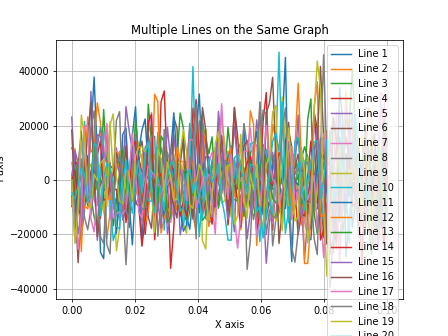 Multiple Lines on the Same Graph
40000
20000
0
−20000
−40000
0.00
0.02
0.04
0.06
X axis
Line 1
Line 2
Line 3
Line 4
Line 5
Line 6
Line 7
Line 8
Line 9
Line 10
Line 11
Line 12
Line 13
Line 14
Line 15
Line 16
Line 17
Line 18
Line 19
Line 20